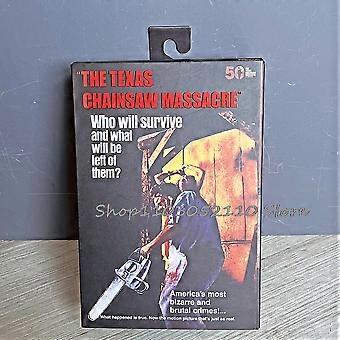 50
"THE TEXAS
CHAINSAW MASSACRE"
Who will survive
and what
will be
left of
them?
America's most
bizarre and
brutal crimes!...
What happened is true. Now the motion picture that's just as real.